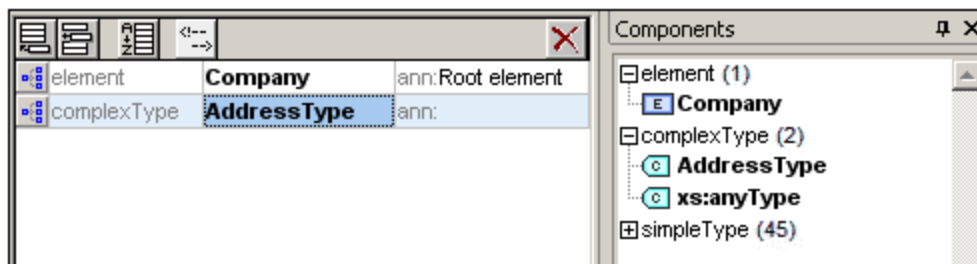 element Company ann:Root element
complexType AddressType ann:
Components
element (1)
E Company
complexType (2)
C AddressType
C xs:anyType
simpleType (45)